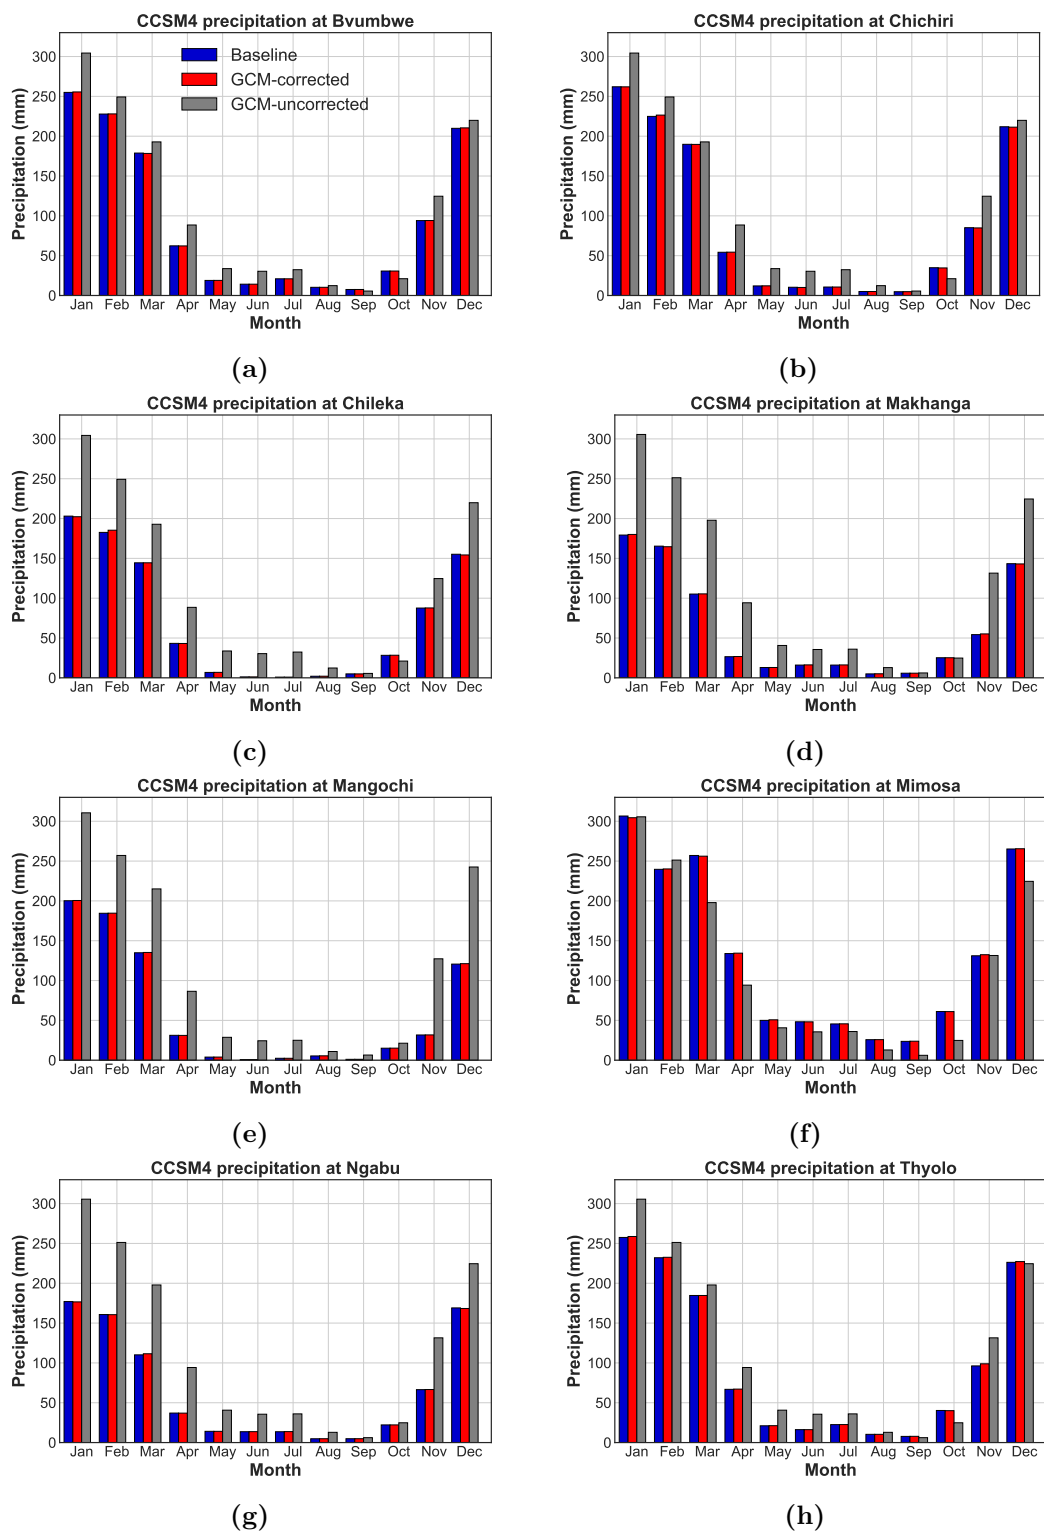 CCSM4 precipitation at Bvumbwe
Precipitation (mm)
300
250
200
150
100
50
0
Baseline
GCM-corrected
GCM-uncorrected
Jan Feb Mar Apr May Jun Jul Aug Sep Oct Nov Dec
Month
(a)
CCSM4 precipitation at Chichiri
Precipitation (mm)
300
250
200
150
100
50
0
Jan Feb Mar Apr May Jun Jul Aug Sep Oct Nov Dec
Month
(b)
CCSM4 precipitation at Chileka
Precipitation (mm)
300
250
200
150
100
50
0
Jan Feb Mar Apr May Jun Jul Aug Sep Oct Nov Dec
Month
(c)
CCSM4 precipitation at Makhanga
Precipitation (mm)
300
250
200
150
100
50
0
Jan Feb Mar Apr May Jun Jul Aug Sep Oct Nov Dec
Month
(d)
CCSM4 precipitation at Mangochi
Precipitation (mm)
300
250
200
150
100
50
0
Jan Feb Mar Apr May Jun Jul Aug Sep Oct Nov Dec
Month
(e)
CCSM4 precipitation at Mimosa
Precipitation (mm)
300
250
200
150
100
50
0
Jan Feb Mar Apr May Jun Jul Aug Sep Oct Nov Dec
Month
(f)
CCSM4 precipitation at Ngabu
Precipitation (mm)
300
250
200
150
100
50
0
Jan Feb Mar Apr May Jun Jul Aug Sep Oct Nov Dec
Month
(g)
CCSM4 precipitation at Thyolo
Precipitation (mm)
300
250
200
150
100
50
0
Jan Feb Mar Apr May Jun Jul Aug Sep Oct Nov Dec
Month
(h)